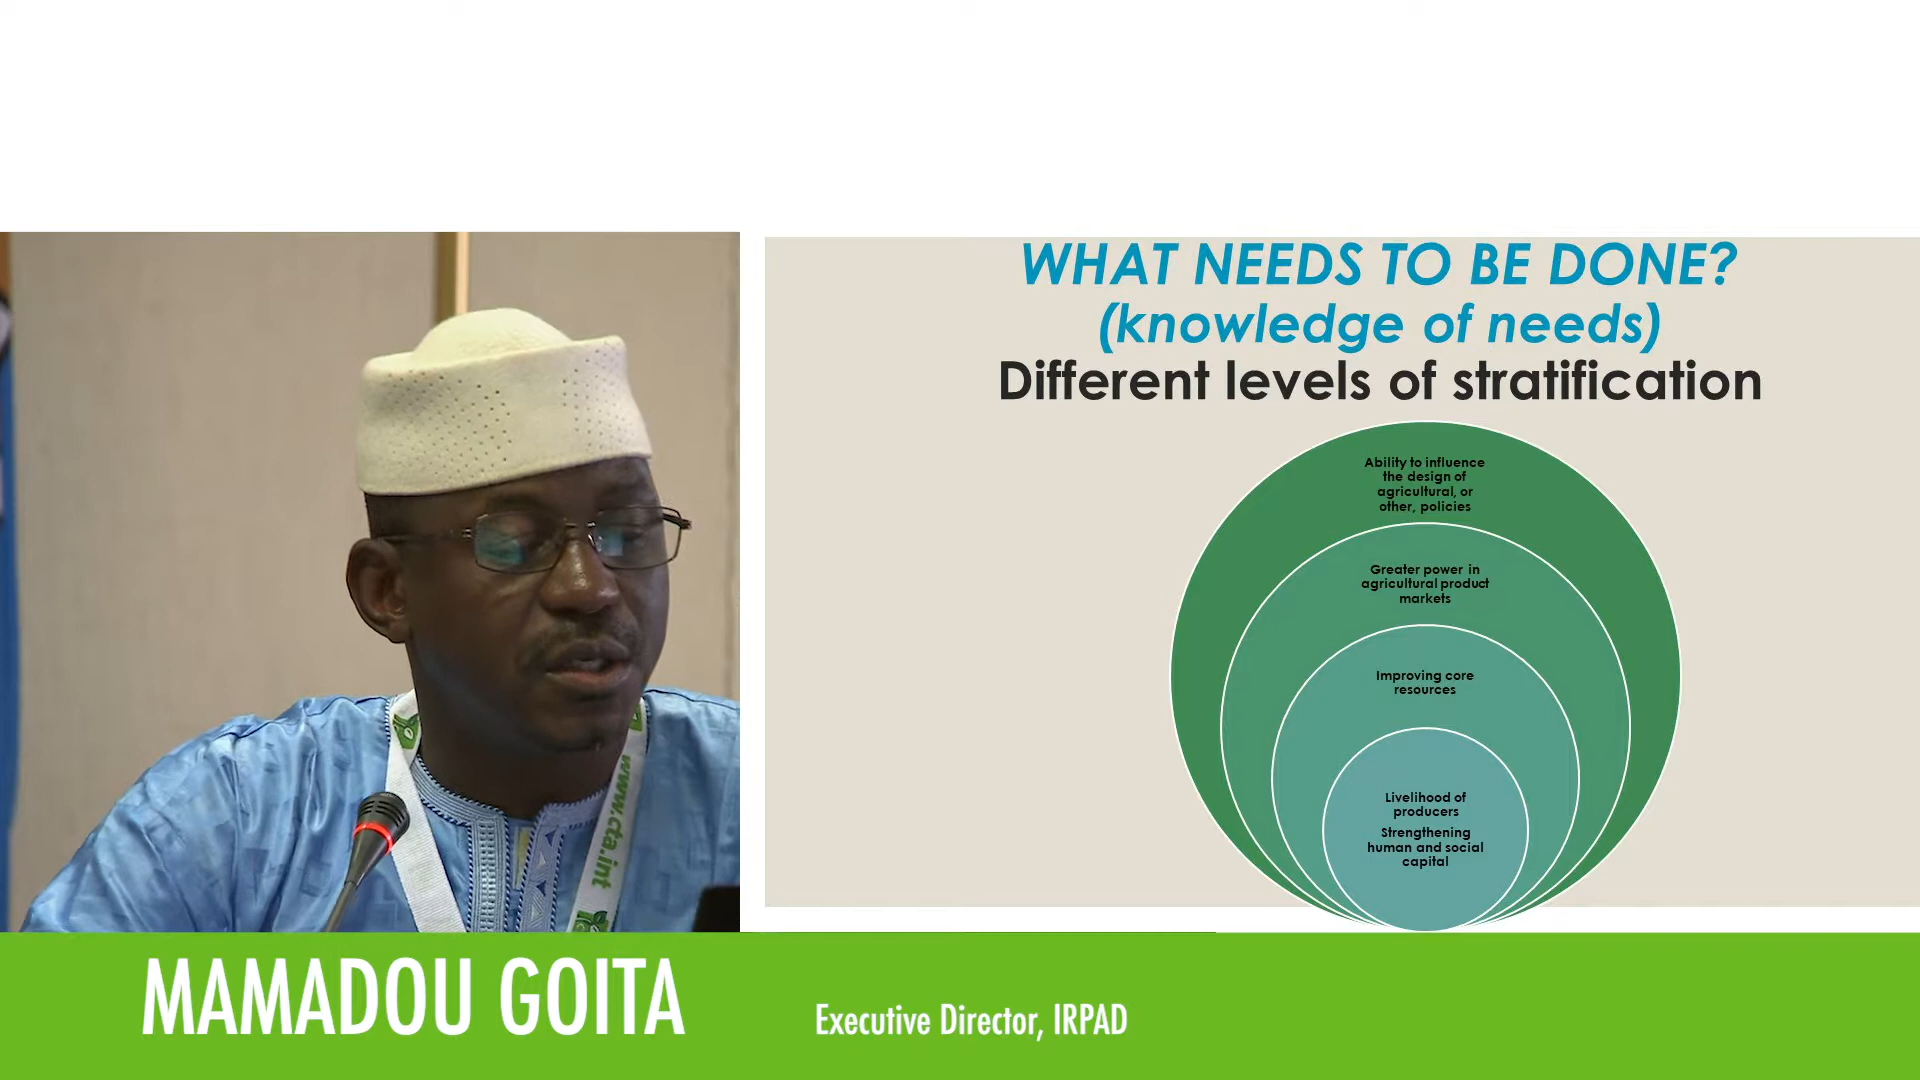 WHAT NEEDS TO BE DONE?
(knowledge of needs)
Different levels of stratification
Ability to influence
the design of
agricultural, or
other, policies
Greater power in
agricultural product
markets
Improving core
resources
Livelihood of
producers
Strengthening
human and social
capital
www.cta.int
MAMADOU GOITA
Executive Director, IRPAD